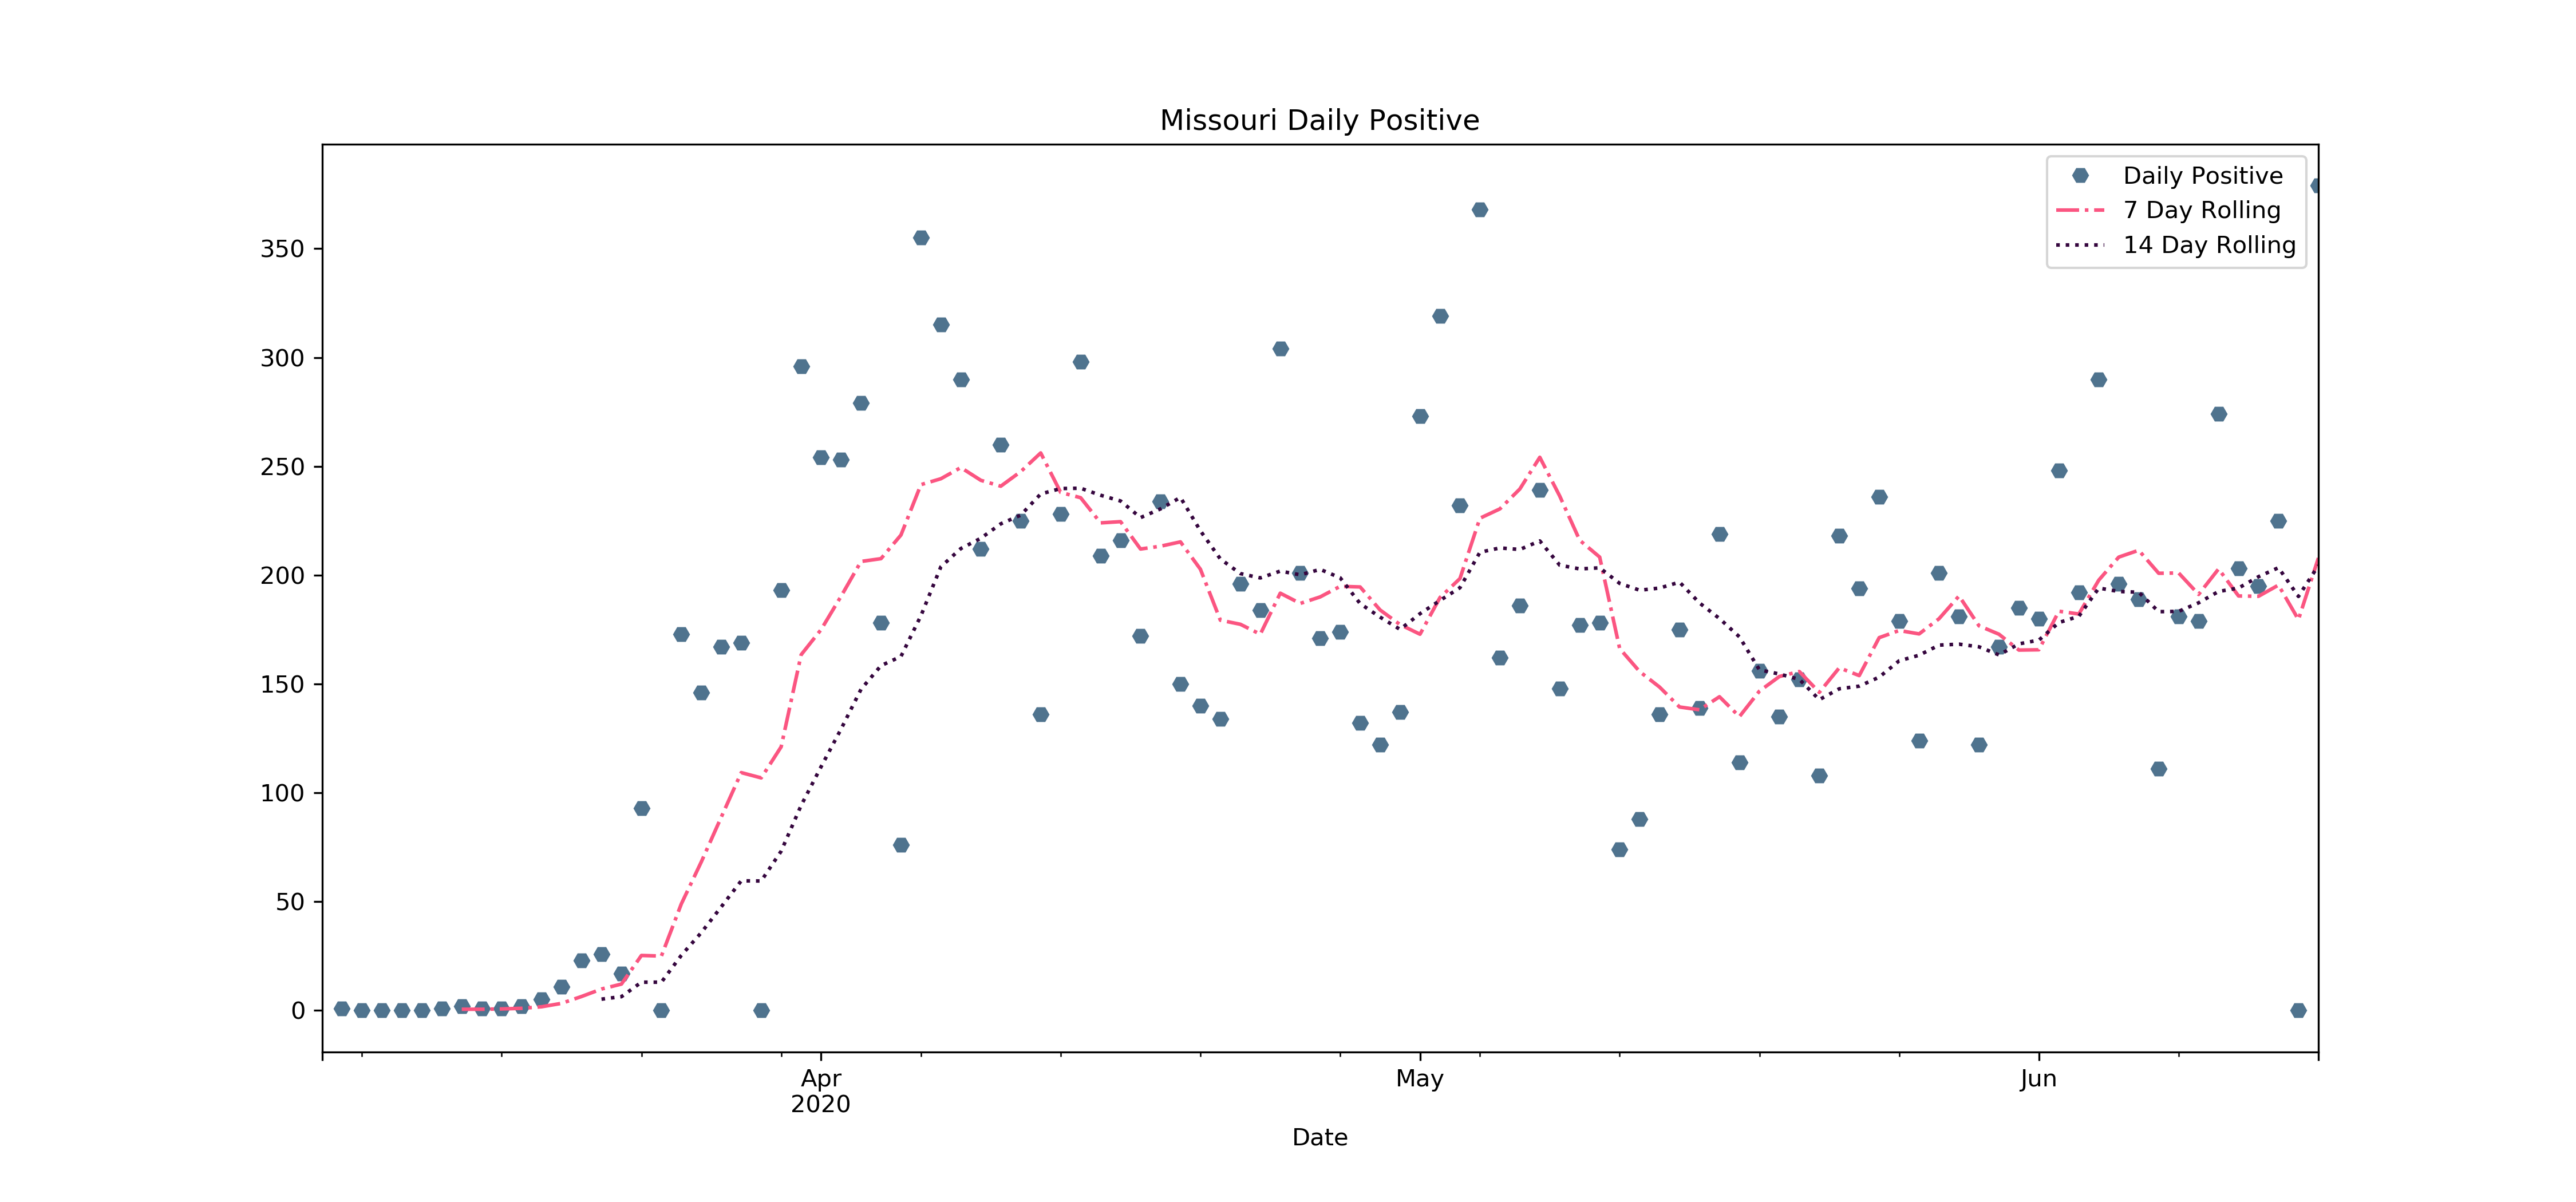 Missouri Daily Positive
Daily Positive
7 Day Rolling
14 Day Rolling
350
300
250
200
150
100
50
0
Apr
2020
May
Jun
Date